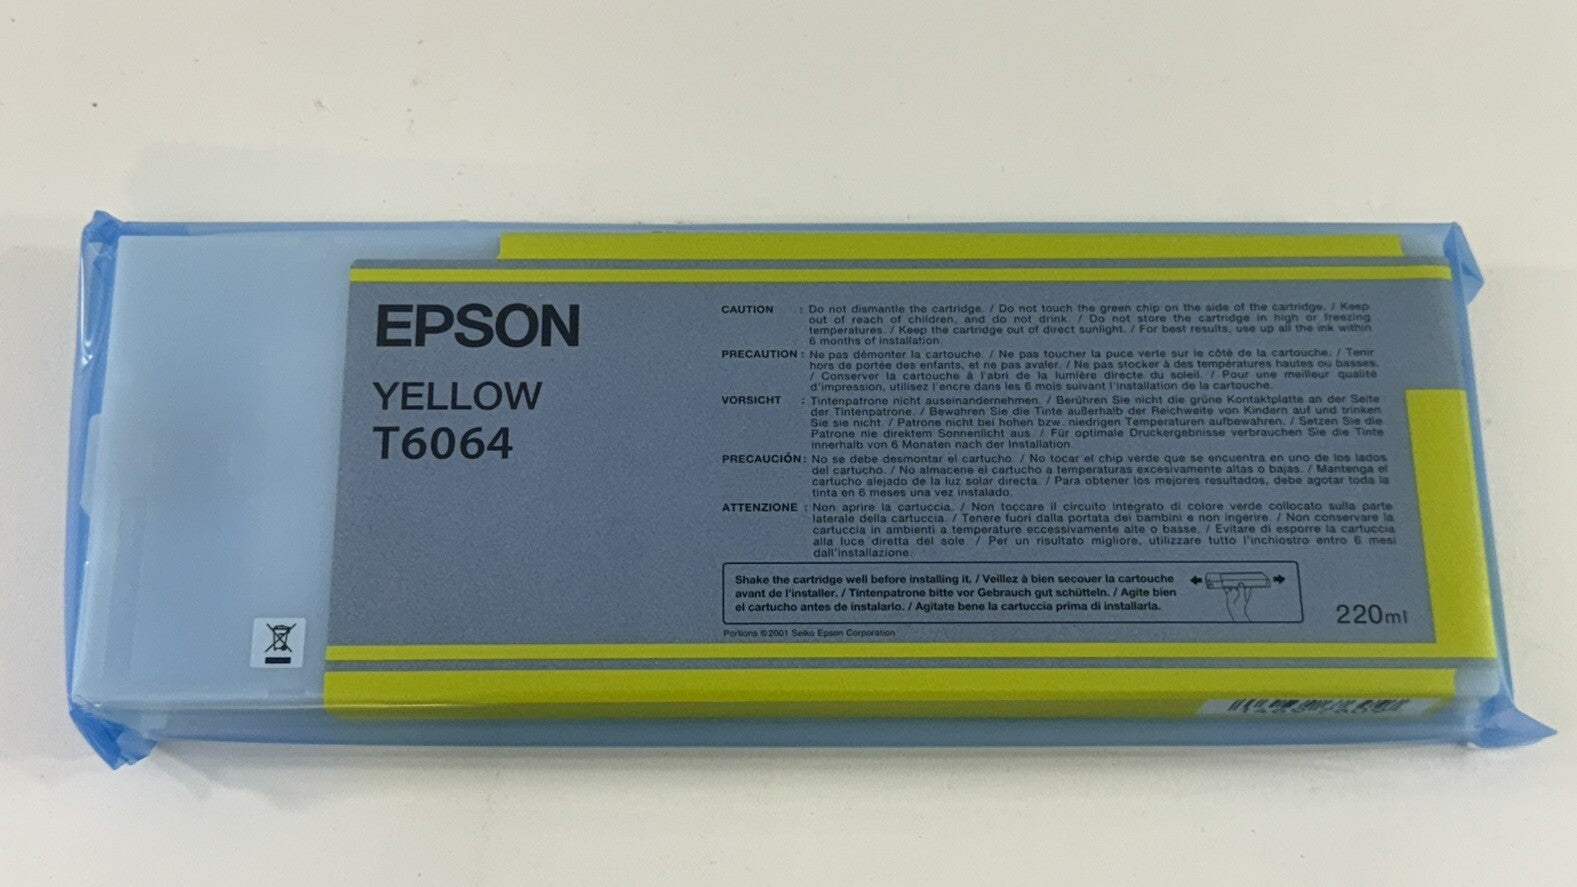 EPSON
YELLOW
T6064
CAUTION : Do not dismantle the cartridge. / Do not touch the green chip on the side of the cartridge. / Keep
out of reach of children, and do not drink. / Do not store the cartridge in high or freezing
temperatures. / Keep the cartridge out of direct sunlight. / For best results, use up all the ink within
6 months of installation.
PRECAUTION : Ne pas démonter la cartouche. / Ne pas toucher la puce verte sur le côté de la cartouche. / Tenir
hors de portée des enfants, et ne pas avaler. / Ne pas stocker à des températures hautes ou basses.
/ Conserver la cartouche à l'abri de la lumière directe du soleil. / Pour une meilleur qualité
d'impression, utilisez l'encre dans les 6 mois suivant l'installation de la cartouche.
VORSICHT : Tintenpatrone nicht auseinandernehmen. / Berühren Sie nicht die grüne Kontaktplatte an der Seite
der Tintenpatrone. / Bewahren Sie die Tinte außerhalb der Reichweite von Kindern auf und trinken
Sie sie nicht. / Patrone nicht bei hohen bzw. niedrigen Temperaturen aufbewahren. / Setzen Sie die
Patrone nie direktem Sonnenlicht aus. / Für optimale Druckergebnisse verbrauchen Sie die Tinte
innerhalb von 6 Monaten nach der Installation.
PRECAUCIÓN : No se debe desmontar el cartucho. / No tocar el chip verde que se encuentra en uno de los lados
del cartucho. / No almacene el cartucho a temperaturas excesivamente altas o bajas. / Mantenga el
cartucho alejado de la luz solar directa. / Para obtener los mejores resultados, debe agotar toda la
tinta en 6 meses una vez instalado.
ATTENZIONE : Non aprire la cartuccia. / Non toccare il circuito integrato di colore verde collocato sulla parte
laterale della cartuccia. / Tenere fuori dalla portata dei bambini e non ingerire. / Non conservare la
cartuccia in ambienti a temperature eccessivamente alte o basse. / Evitare di esporre la cartuccia
alla luce diretta del sole. / Per un risultato migliore, utilizzare tutto l'inchiostro entro 6 mesi
dall'installazione.
Shake the cartridge well before installing it. / Veillez à bien secouer la cartouche
avant de l'installer. / Tintenpatrone bitte vor Gebrauch gut schütteln. / Agite bien
el cartucho antes de instalarlo. / Agitate bene la cartuccia prima di installarla.
220ml
Portions ©2001 Seiko Epson Corporation